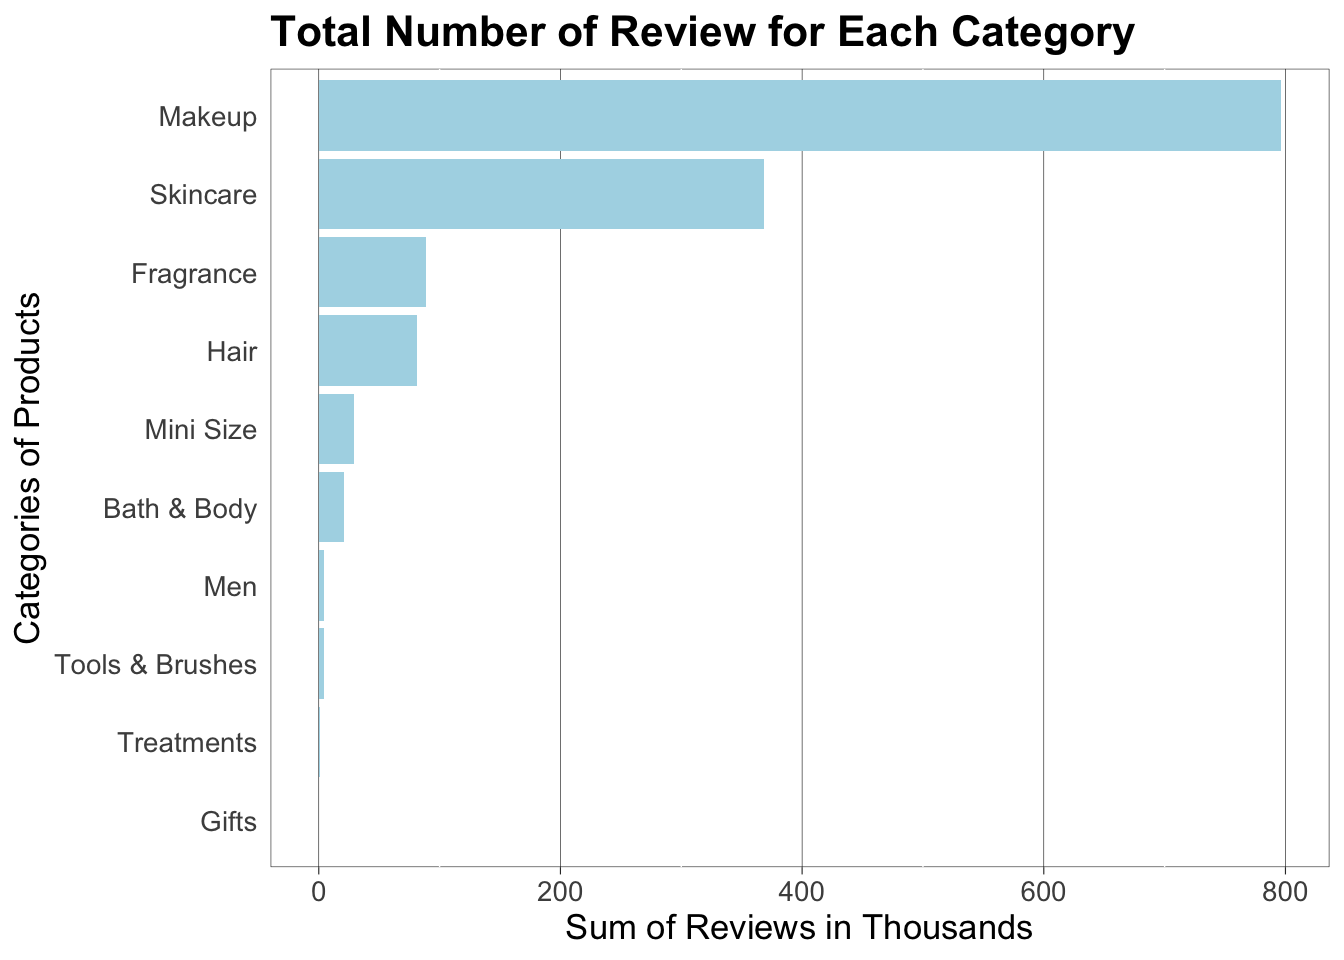 Total Number of Review for Each Category
Categories of Products
Makeup
Skincare
Fragrance
Hair
Mini Size
Bath & Body
Men
Tools & Brushes
Treatments
Gifts
0 200 400 600 800
Sum of Reviews in Thousands